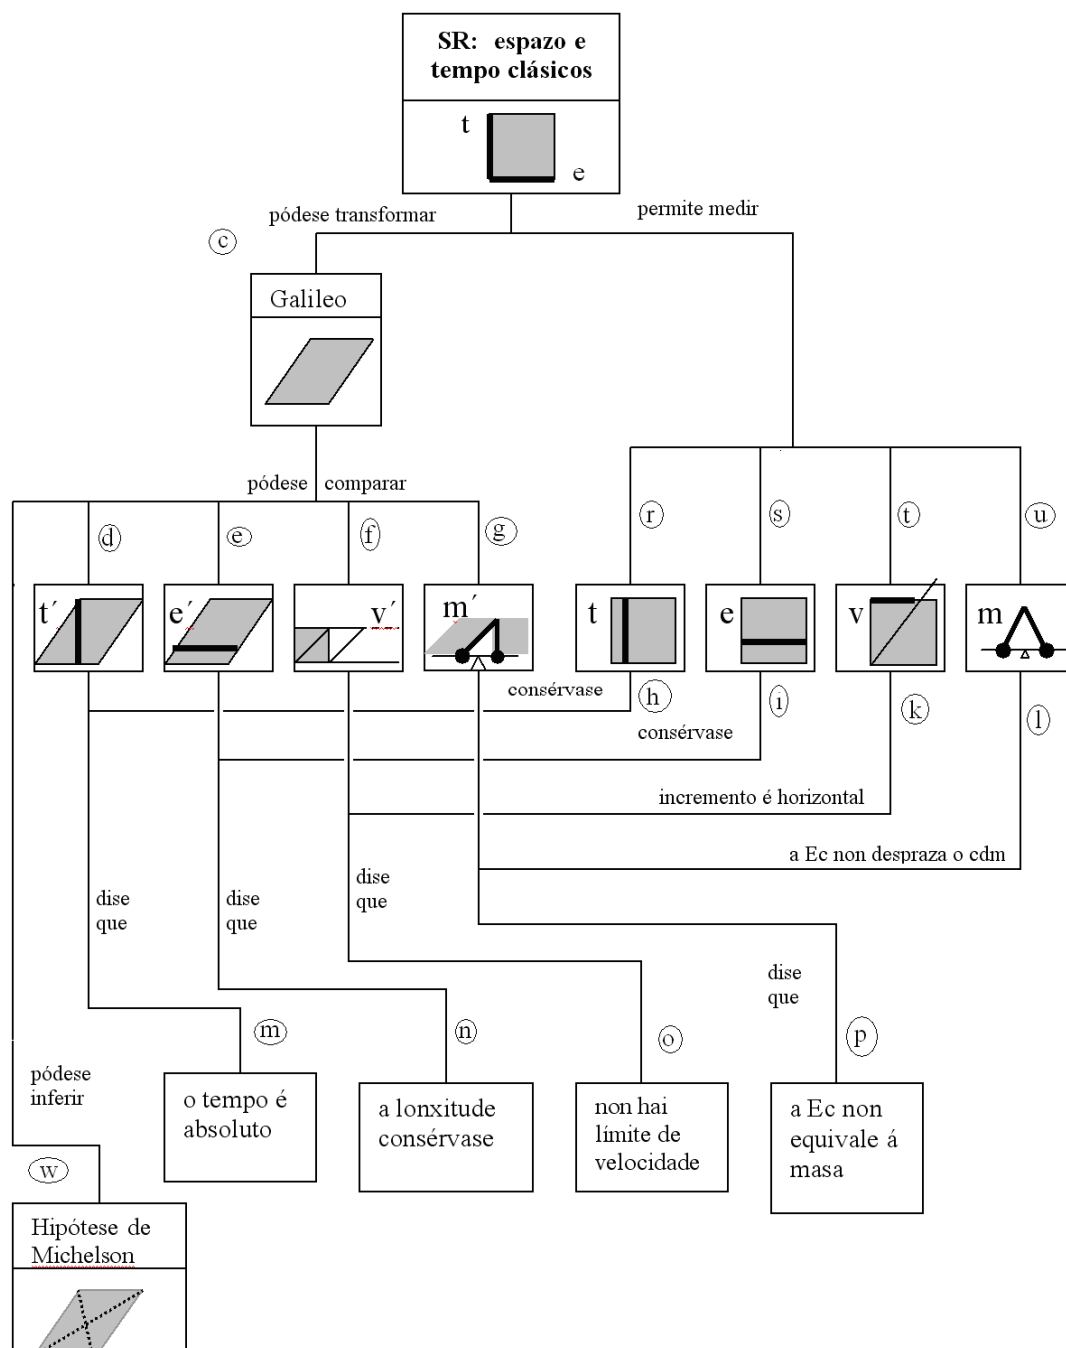 SR: espazo e
tempo clásicos
t
e
pódese transformar
permite medir
c
Galileo
pódese comparar
d
e
f
g
r
s
t
u
t´
e´
v´
m´
t
e
v
m
consérvase
h
i
k
l
consérvase
incremento é horizontal
a Ec non despraza o cdm
dise
que
dise
que
dise
que
dise
que
m
n
o
p
pódese
inferir
o tempo é
absoluto
a lonxitude
consérvase
non hai
límite de
velocidade
a Ec non
equivale á
masa
w
Hipótese de
Michelson